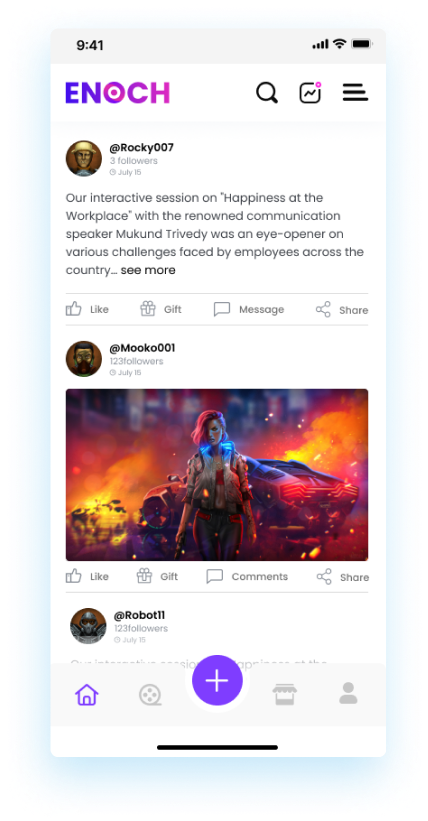 9:41
ENOCH
@Rocky007
3 followers
July 15
Our interactive session on "Happiness at the
Workplace" with the renowned communication
speaker Mukund Trivedy was an eye-opener on
various challenges faced by employees across the
country... see more
Like Gift Message Share
@Mooko001
123followers
July 15
Like Gift Comments Share
@Robot11
123followers
July 15
Our interactive session on "Happiness at the